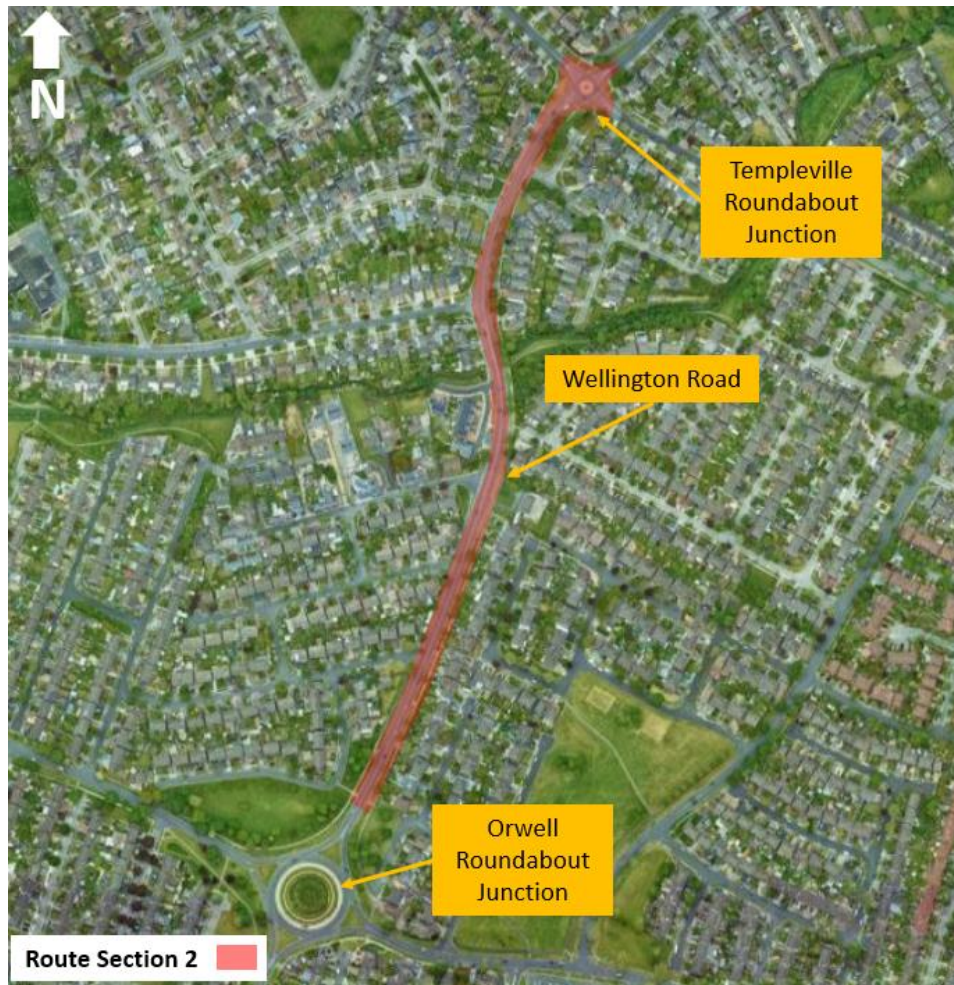 N
Templeville
Roundabout
Junction
Wellington Road
Orwell
Roundabout
Junction
Route Section 2